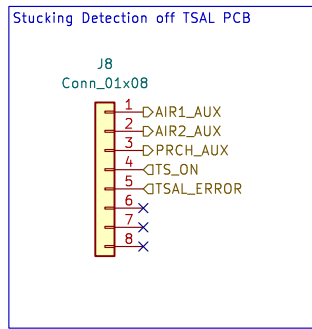 Stucking Detection off TSAL PCB
J8
Conn_01x08
1 AIR1_AUX
2 AIR2_AUX
3 PRCH_AUX
4 TS_ON
5 TSAL_ERROR
6
7
8